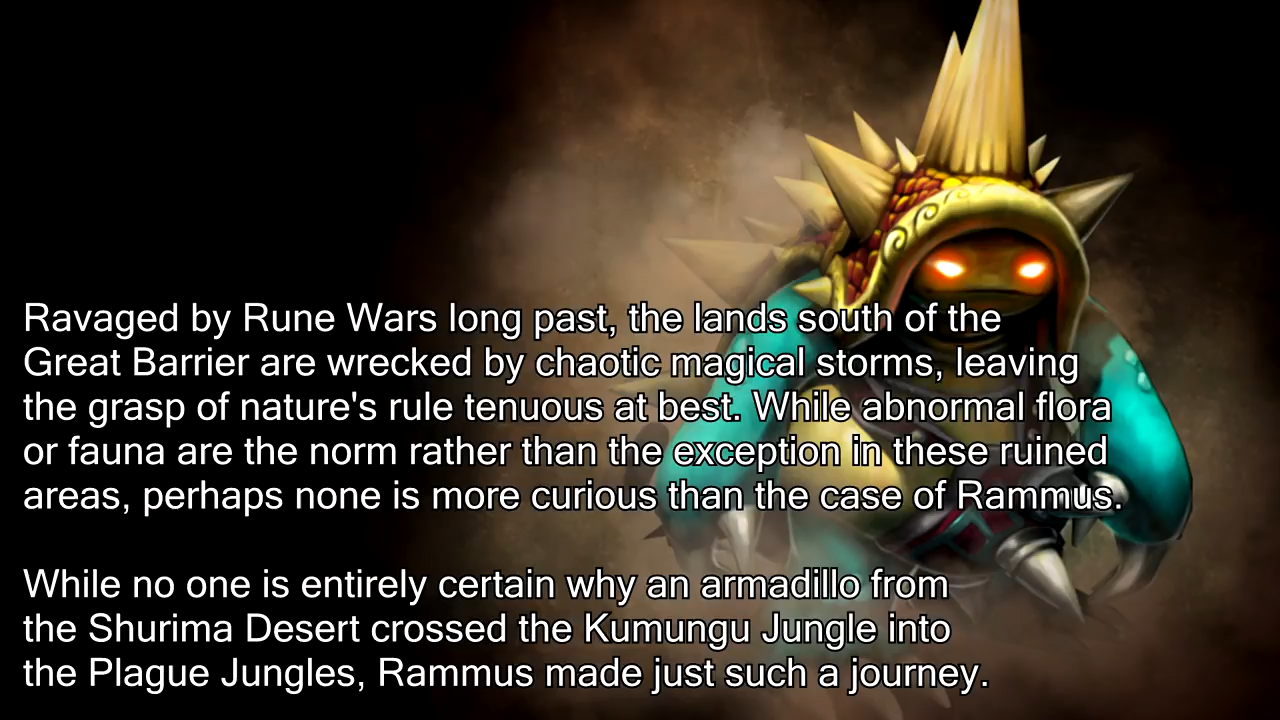 Ravaged by Rune Wars long past, the lands south of the
Great Barrier are wrecked by chaotic magical storms, leaving
the grasp of nature's rule tenuous at best. While abnormal flora
or fauna are the norm rather than the exception in these ruined
areas, perhaps none is more curious than the case of Rammus.
While no one is entirely certain why an armadillo from
the Shurima Desert crossed the Kumungu Jungle into
the Plague Jungles, Rammus made just such a journey.